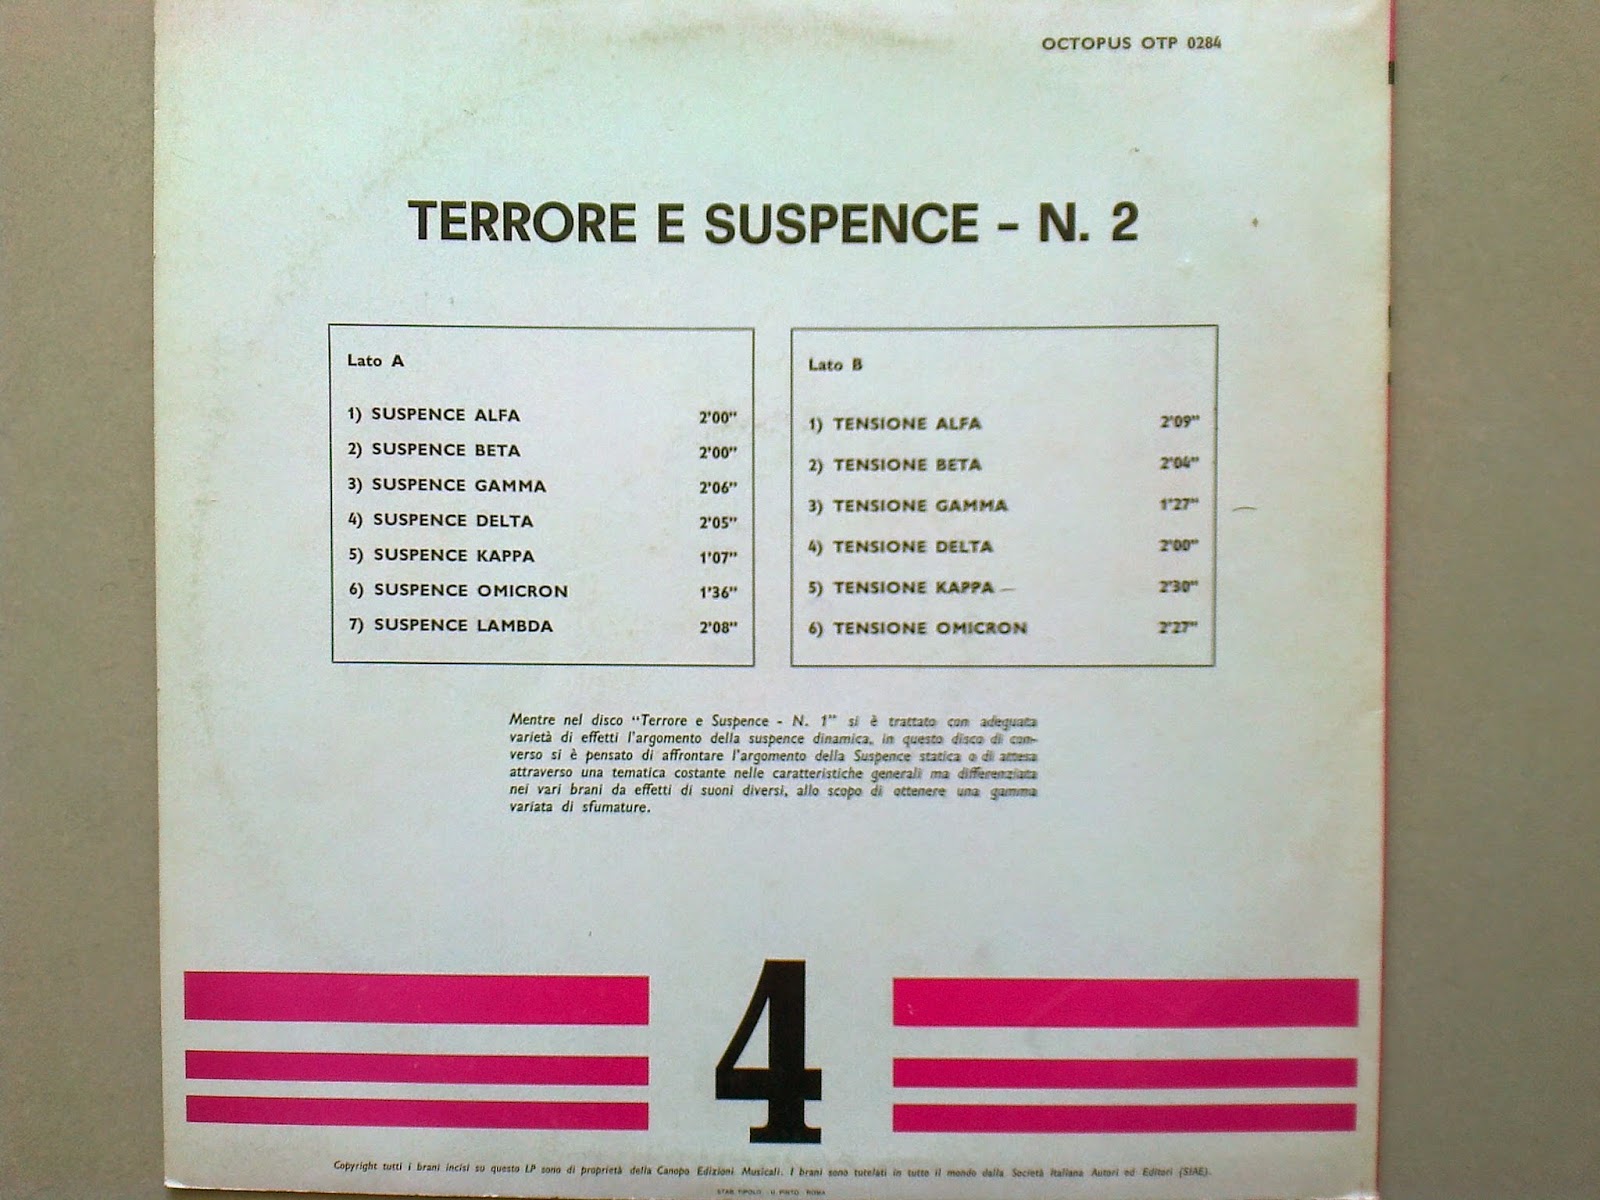 OCTOPUS OTP 0284
TERRORE E SUSPENCE - N. 2
Lato A
1) SUSPENCE ALFA 2'00"
2) SUSPENCE BETA 2'00"
3) SUSPENCE GAMMA 2'06"
4) SUSPENCE DELTA 2'05"
5) SUSPENCE KAPPA 1'07"
6) SUSPENCE OMICRON 1'36"
7) SUSPENCE LAMBDA 2'08"
Lato B
1) TENSIONE ALFA 2'09"
2) TENSIONE BETA 2'04"
3) TENSIONE GAMMA 1'27"
4) TENSIONE DELTA 2'00"
5) TENSIONE KAPPA 2'30"
6) TENSIONE OMICRON 2'27"
Mentre nel disco "Terrore e Suspence - N. 1" si è trattato con adeguata
varietà di effetti l'argomento della suspence dinamica, in questo disco di con-
verso si è pensato di affrontare l'argomento della Suspence statica o di attesa
attraverso una tematica costante nelle caratteristiche generali ma differenziata
nei vari brani da effetti di suoni diversi, allo scopo di ottenere una gamma
variata di sfumature.
4
Copyright tutti i brani incisi su questo LP sono di proprietà della Canopo Edizioni Musicali. I brani sono tutelati in tutto il mondo dalla Società Italiana Autori ed Editori (SIAE).
STAB. TIPOLIT. U. PINTO - ROMA